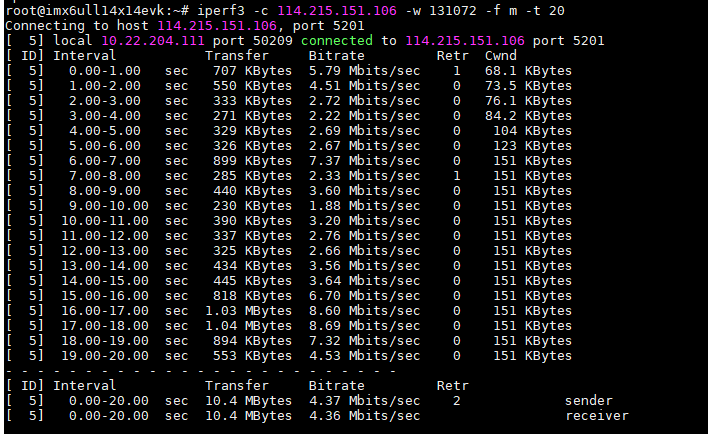 root@imx6ull14x14evk:~# iperf3 -c 114.215.151.106 -w 131072 -f m -t 20
Connecting to host 114.215.151.106, port 5201
[  5] local 10.22.204.111 port 50209 connected to 114.215.151.106 port 5201
[ ID] Interval           Transfer     Bitrate         Retr  Cwnd
[  5]   0.00-1.00   sec   707 KBytes  5.79 Mbits/sec    1   68.1 KBytes
[  5]   1.00-2.00   sec   550 KBytes  4.51 Mbits/sec    0   73.5 KBytes
[  5]   2.00-3.00   sec   333 KBytes  2.72 Mbits/sec    0   76.1 KBytes
[  5]   3.00-4.00   sec   271 KBytes  2.22 Mbits/sec    0   84.2 KBytes
[  5]   4.00-5.00   sec   329 KBytes  2.69 Mbits/sec    0    104 KBytes
[  5]   5.00-6.00   sec   326 KBytes  2.67 Mbits/sec    0    123 KBytes
[  5]   6.00-7.00   sec   899 KBytes  7.37 Mbits/sec    0    151 KBytes
[  5]   7.00-8.00   sec   285 KBytes  2.33 Mbits/sec    1    151 KBytes
[  5]   8.00-9.00   sec   440 KBytes  3.60 Mbits/sec    0    151 KBytes
[  5]   9.00-10.00  sec   230 KBytes  1.88 Mbits/sec    0    151 KBytes
[  5]  10.00-11.00  sec   390 KBytes  3.20 Mbits/sec    0    151 KBytes
[  5]  11.00-12.00  sec   337 KBytes  2.76 Mbits/sec    0    151 KBytes
[  5]  12.00-13.00  sec   325 KBytes  2.66 Mbits/sec    0    151 KBytes
[  5]  13.00-14.00  sec   434 KBytes  3.56 Mbits/sec    0    151 KBytes
[  5]  14.00-15.00  sec   445 KBytes  3.64 Mbits/sec    0    151 KBytes
[  5]  15.00-16.00  sec   818 KBytes  6.70 Mbits/sec    0    151 KBytes
[  5]  16.00-17.00  sec  1.03 MBytes  8.60 Mbits/sec    0    151 KBytes
[  5]  17.00-18.00  sec  1.04 MBytes  8.69 Mbits/sec    0    151 KBytes
[  5]  18.00-19.00  sec   894 KBytes  7.32 Mbits/sec    0    151 KBytes
[  5]  19.00-20.00  sec   553 KBytes  4.53 Mbits/sec    0    151 KBytes
- - - - - - - - - - - - - - - - - - - - - - - - -
[ ID] Interval           Transfer     Bitrate         Retr
[  5]   0.00-20.00  sec  10.4 MBytes  4.37 Mbits/sec    2             sender
[  5]   0.00-20.00  sec  10.4 MBytes  4.36 Mbits/sec                  receiver